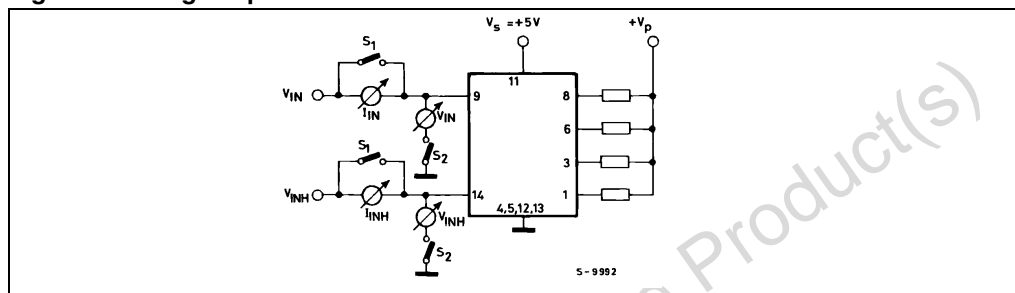 V_s =+5V
+V_p
S_1
11
V_IN
I_IN
9
8
V_IN
6
S_2
S_1
3
V_INH
I_INH
14
1
V_INH
4,5,12,13
S_2
S-9992
Product(s)